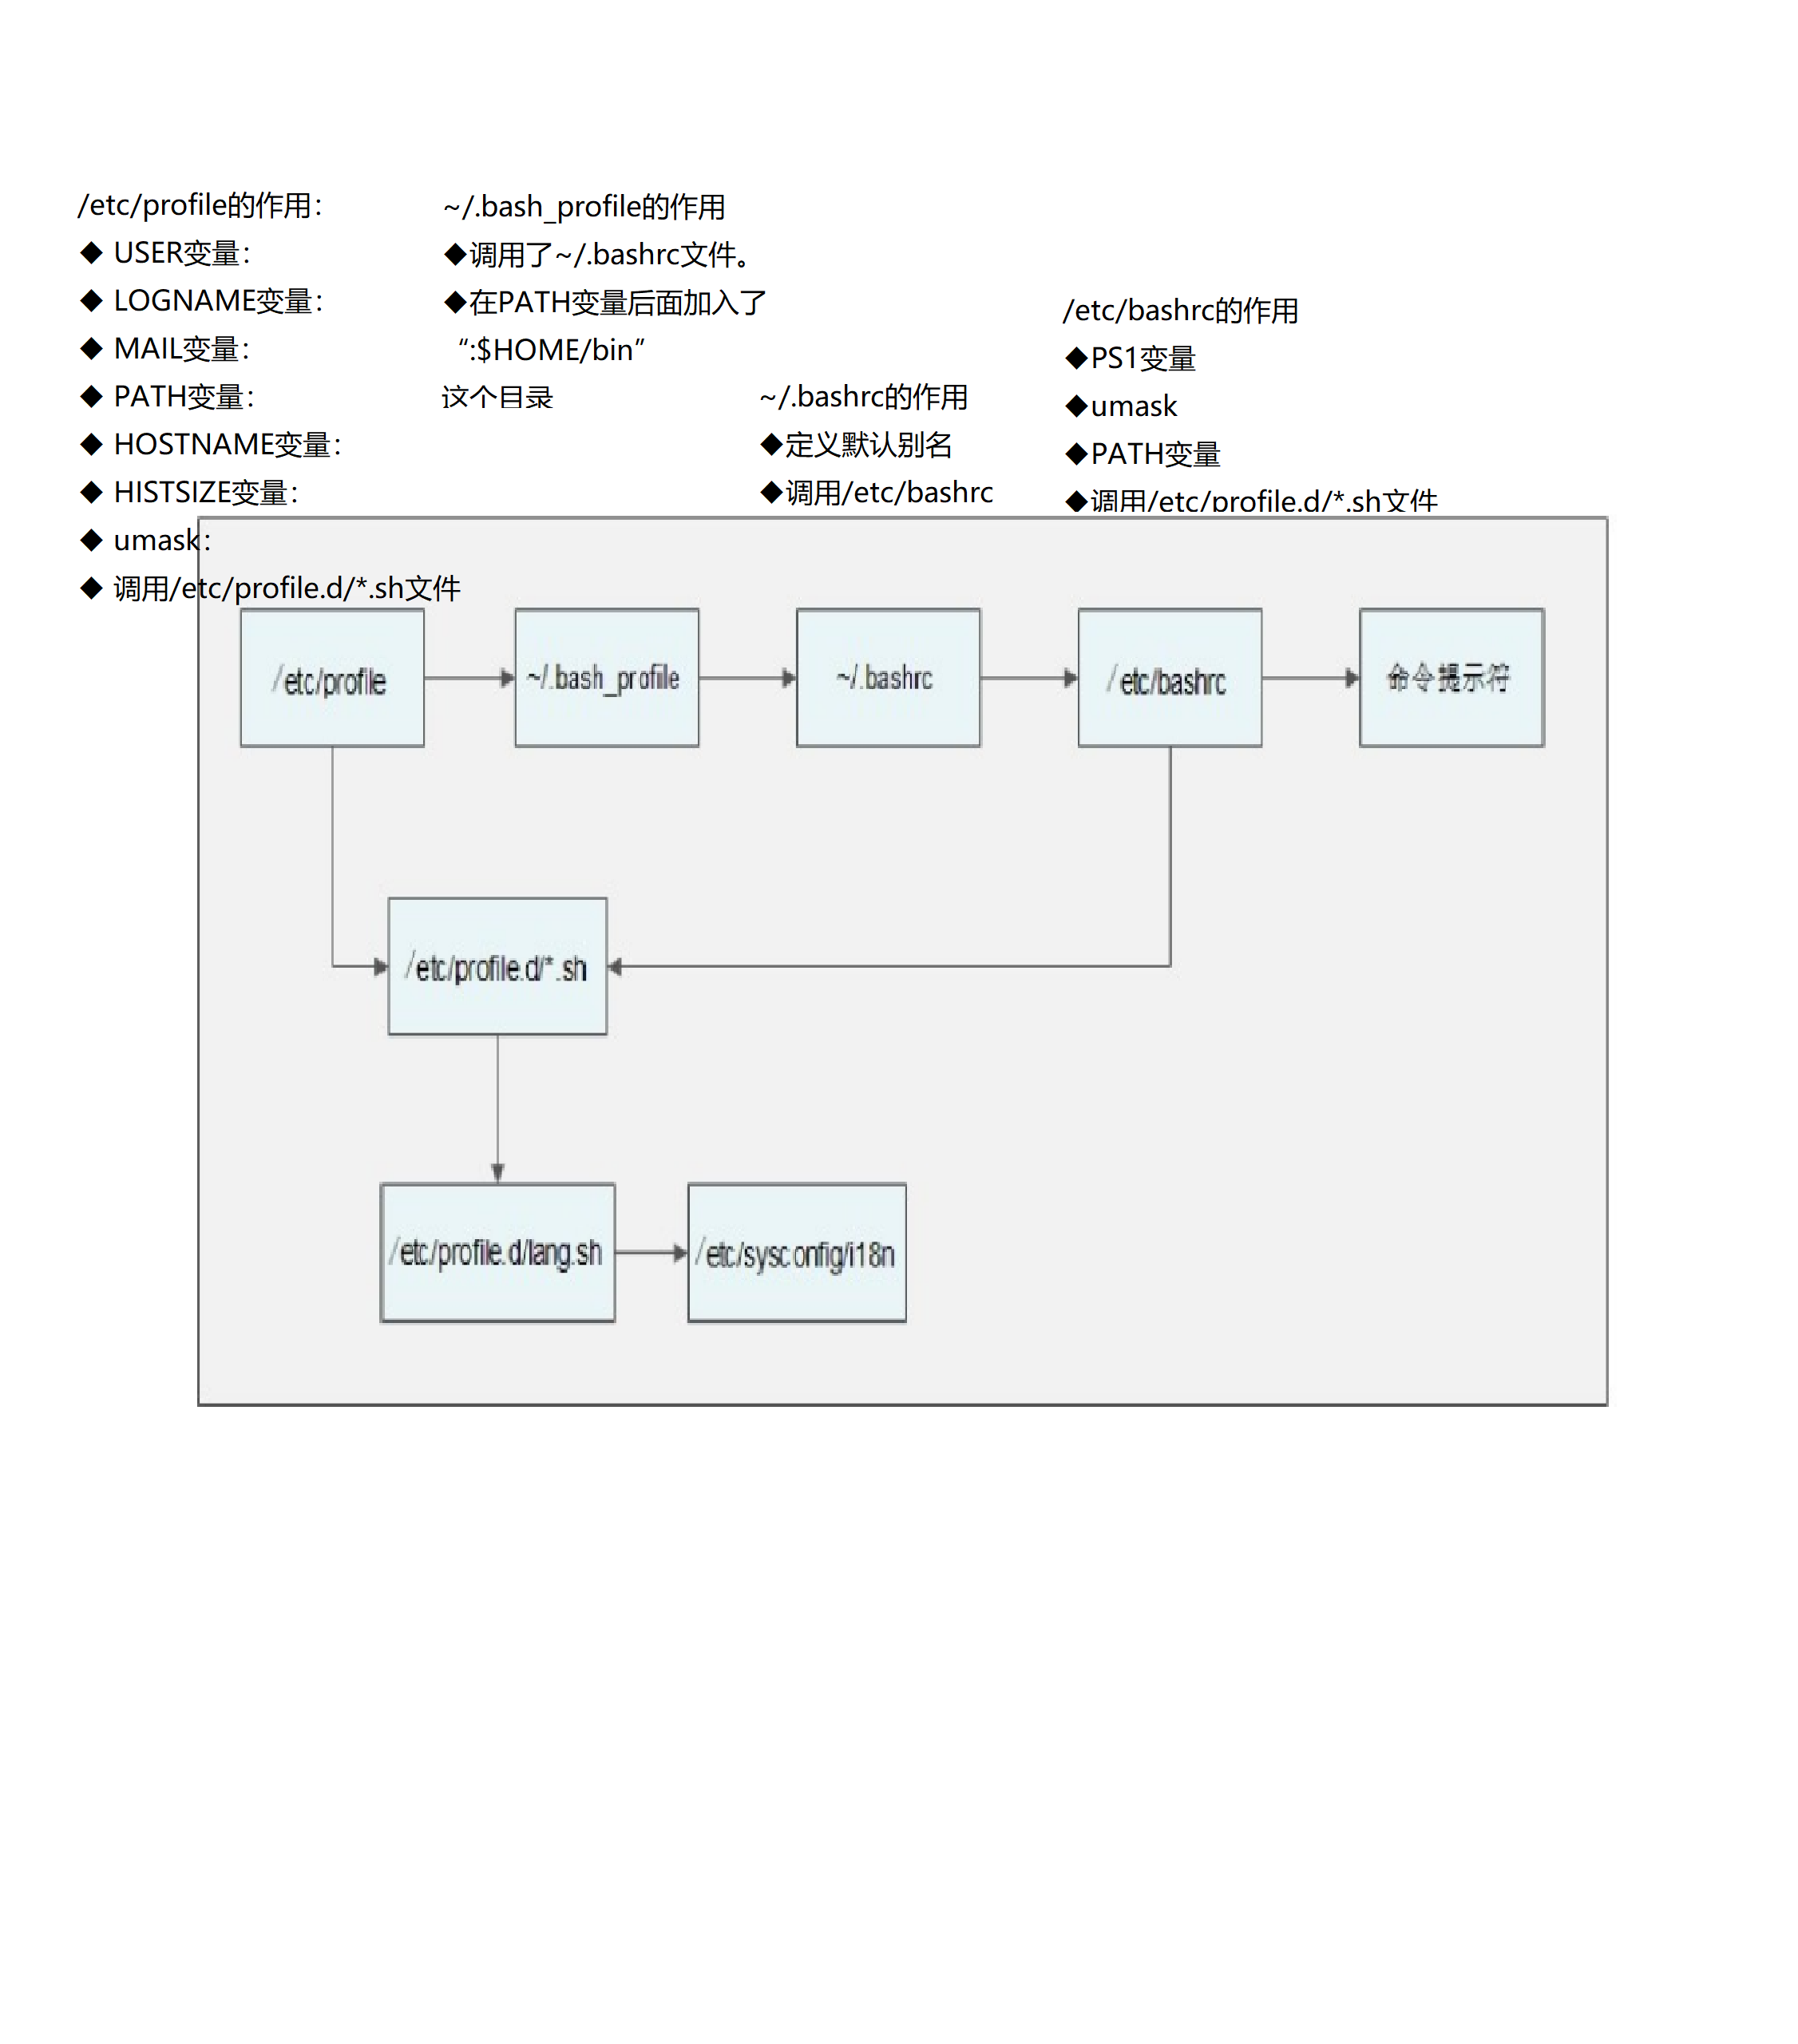 /etc/profile的作用：
◆ USER变量：
◆ LOGNAME变量：
◆ MAIL变量：
◆ PATH变量：
◆ HOSTNAME变量：
◆ HISTSIZE变量：
◆ umask：
◆ 调用/etc/profile.d/*.sh文件
~/.bash_profile的作用
◆调用了~/.bashrc文件。
◆在PATH变量后面加入了
“:$HOME/bin”
这个目录
~/.bashrc的作用
◆定义默认别名
◆调用/etc/bashrc
/etc/bashrc的作用
◆PS1变量
◆umask
◆PATH变量
◆调用/etc/profile.d/*.sh文件
/etc/profile
~/.bash_profile
~/.bashrc
/etc/bashrc
命令提示符
/etc/profile.d/*.sh
/etc/profile.d/lang.sh
/etc/sysconfig/i18n